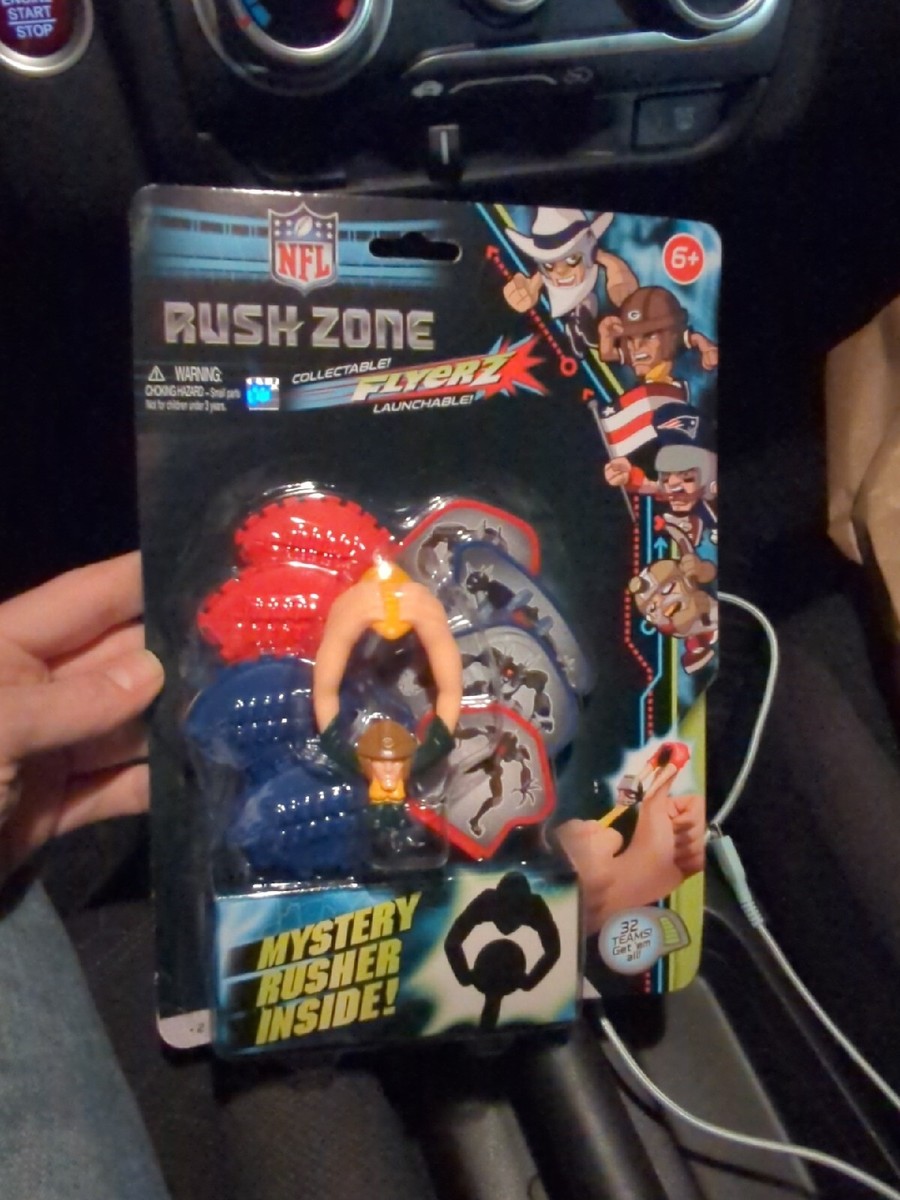 ENGINE
START
STOP
NFL
RUSH ZONE
6+
WARNING:
CHOKING HAZARD - Small parts
Not for children under 3 years.
COLLECTABLE!
FLYERZ
LAUNCHABLE!
G
MYSTERY
RUSHER
INSIDE!
32
TEAMS!
Get 'em
all!